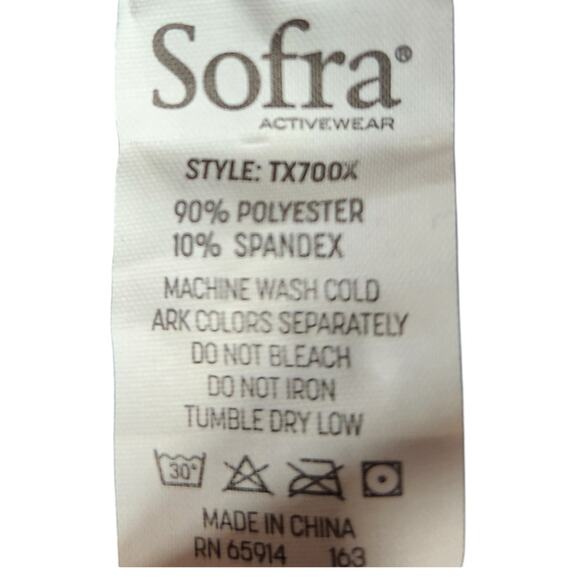 Sofra®
ACTIVEWEAR
STYLE: TX700X
90% POLYESTER
10% SPANDEX
MACHINE WASH COLD
ARK COLORS SEPARATELY
DO NOT BLEACH
DO NOT IRON
TUMBLE DRY LOW
30°
MADE IN CHINA
RN 65914 163